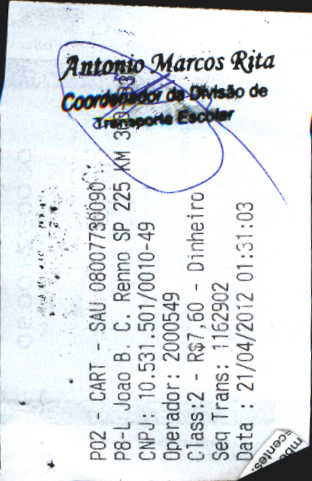 Antonio Marcos Rita
Coordenador da Divisão de
Transporte Escolar
P02 - CART - SAU 08007730090
P8-L Joao B. C. Renno SP 225 KM
CNPJ: 10.531.501/0010-49
Operador: 2000549
Class:2 - R$7,60 - Dinheiro
Seq Trans: 1162902
Data : 21/04/2012 01:31:03